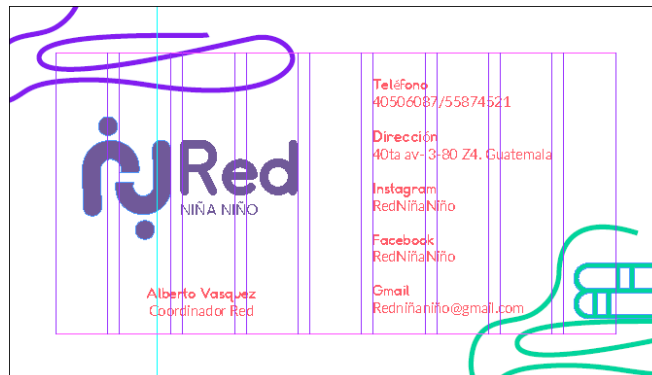 Red
NIÑA NIÑO
Alberto Vasquez
Coordinador Red
Teléfono
40506087/55874521
Dirección
40ta av- 3-80 Z4. Guatemala
Instagram
RedNiñaNiño
Facebook
RedNiñaNiño
Gmail
Redniñaniño@gmail.com